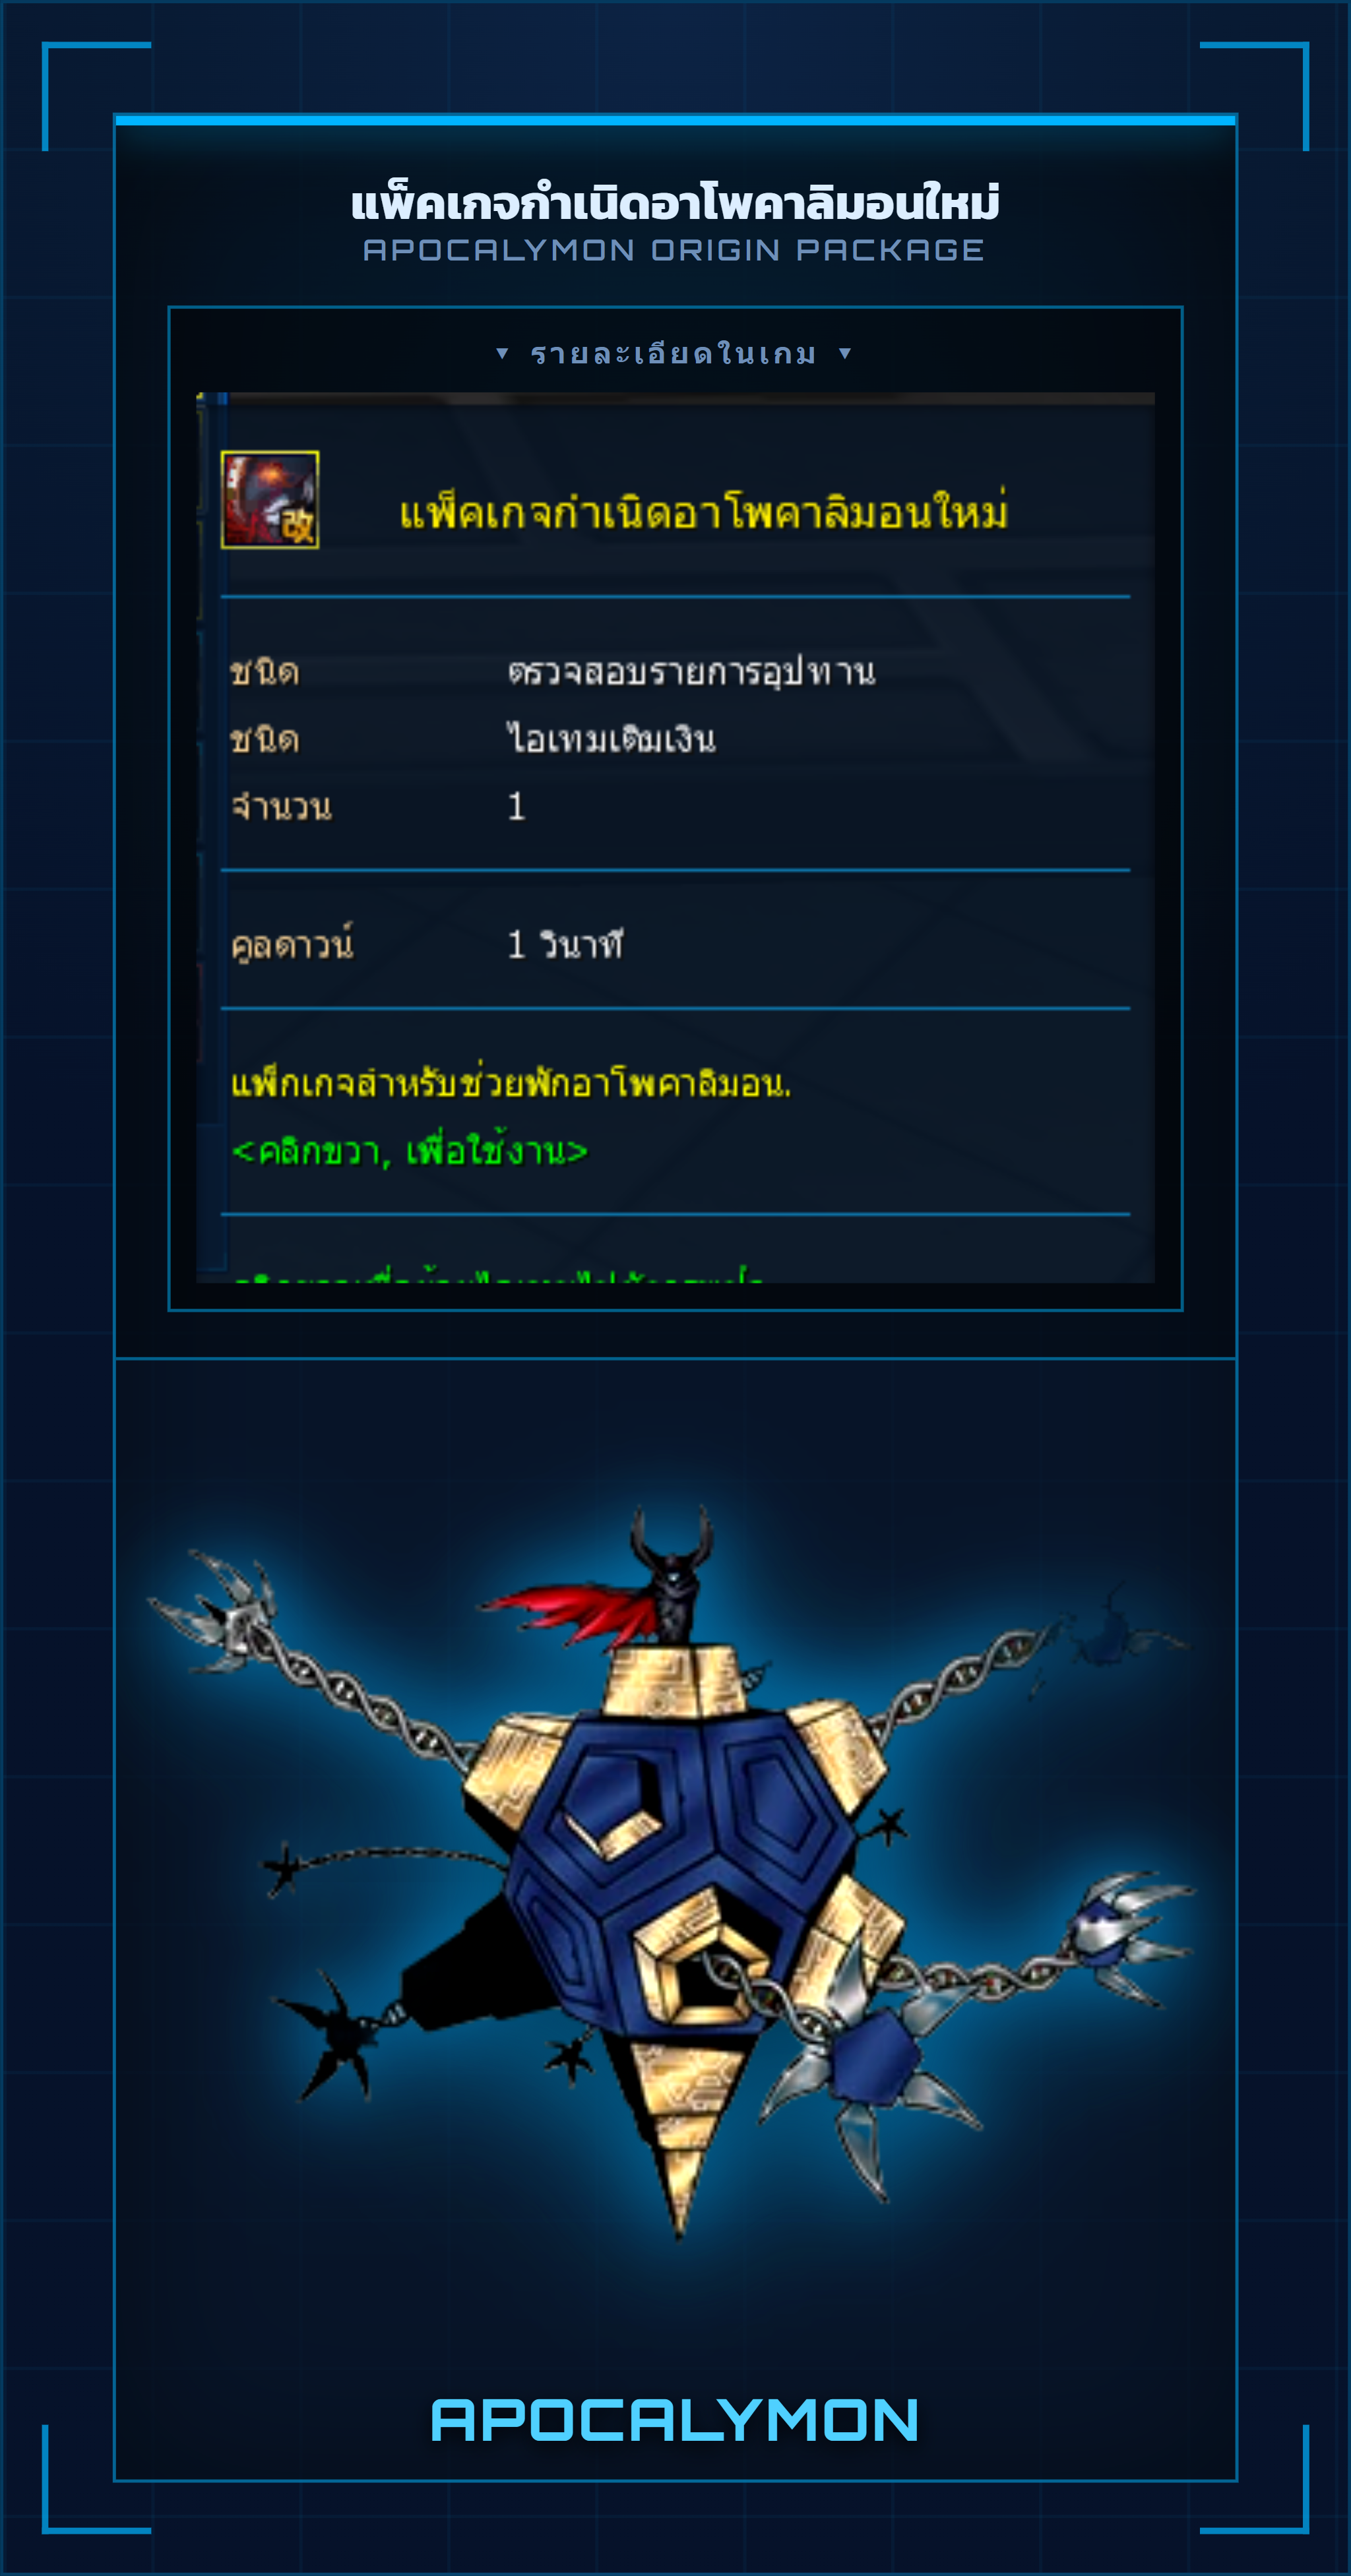 แพ็คเกจกำเนิดอาโพคาลิมอนใหม่
APOCALYMON ORIGIN PACKAGE
▼ รายละเอียดในเกม ▼
改
แพ็คเกจกำเนิดอาโพคาลิมอนใหม่
ชนิด ตรวจสอบรายการอุปทาน
ชนิด ไอเทมเติมเงิน
จำนวน 1
คูลดาวน์ 1 วินาที
แพ็กเกจสำหรับช่วยฟักอาโพคาลิมอน.
<คลิกขวา, เพื่อใช้งาน>
APOCALYMON